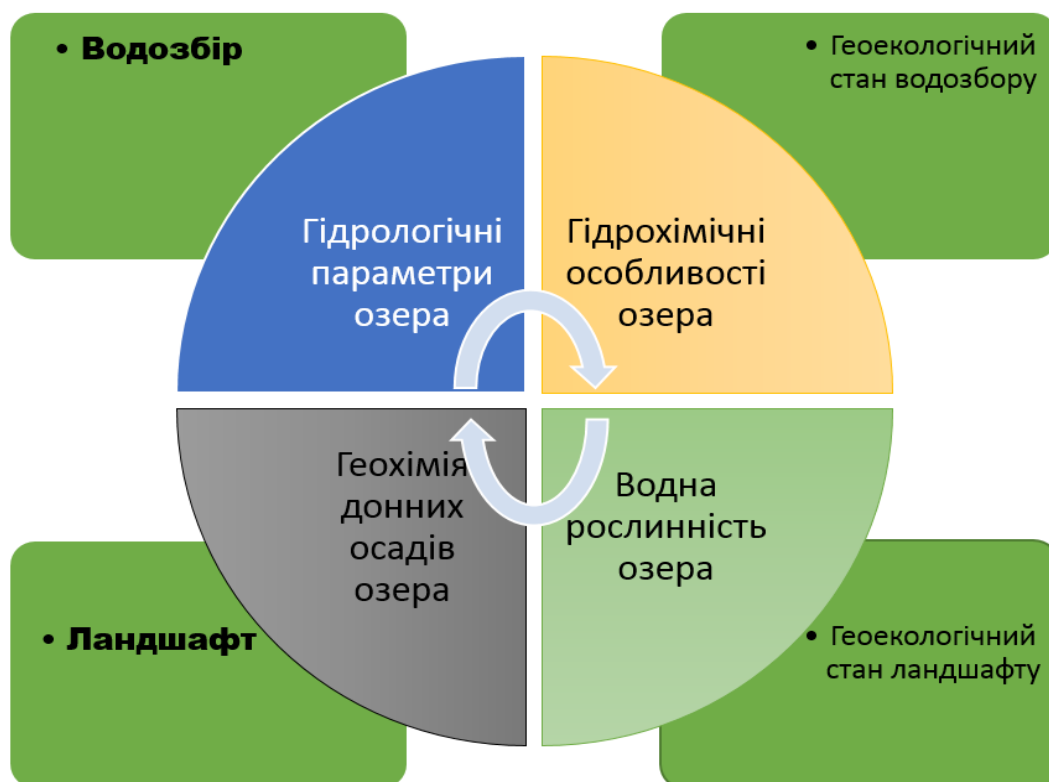 • Водозбір
• Геоекологічний
стан водозбору
Гідрологічні
параметри
озера
Гідрохімічні
особливості
озера
Геохімія
донних
осадів
озера
Водна
рослинність
озера
• Ландшафт
• Геоекологічний
стан ландшафту